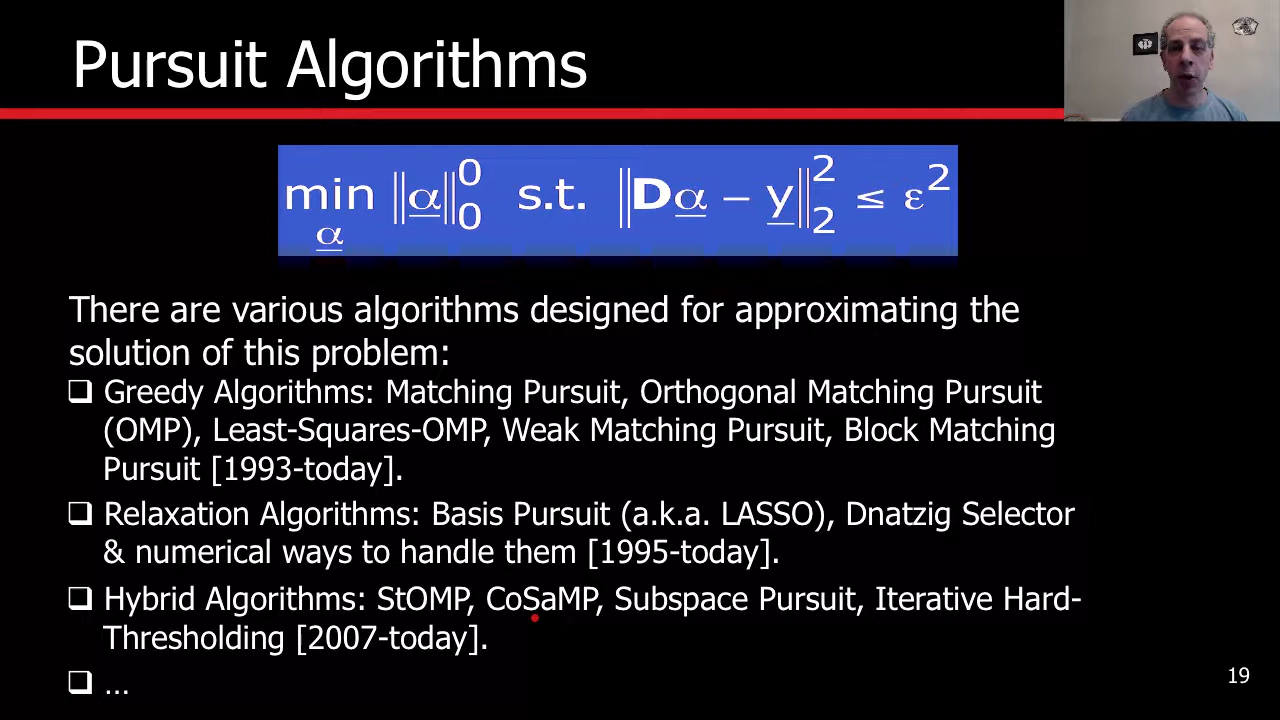 Pursuit Algorithms
min ‖α‖₀⁰ s.t. ‖Dα − y‖₂² ≤ ε²
α
There are various algorithms designed for approximating the
solution of this problem:
❑ Greedy Algorithms: Matching Pursuit, Orthogonal Matching Pursuit
(OMP), Least-Squares-OMP, Weak Matching Pursuit, Block Matching
Pursuit [1993-today].
❑ Relaxation Algorithms: Basis Pursuit (a.k.a. LASSO), Dnatzig Selector
& numerical ways to handle them [1995-today].
❑ Hybrid Algorithms: StOMP, CoSaMP, Subspace Pursuit, Iterative Hard-
Thresholding [2007-today].
❑ …
19